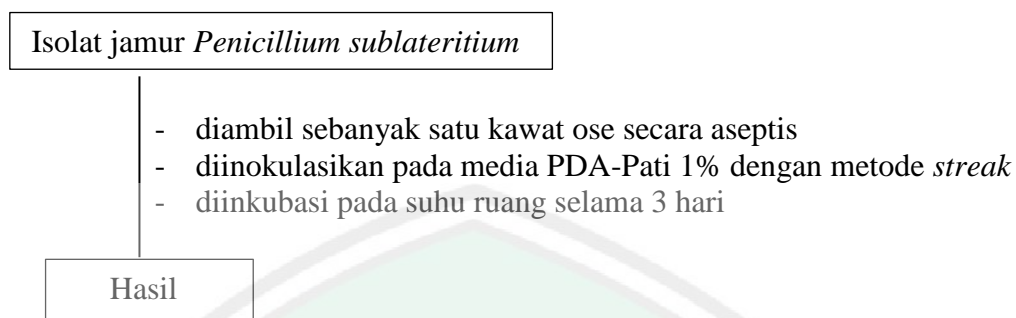 Isolat jamur Penicillium sublateritium
- diambil sebanyak satu kawat ose secara aseptis
- diinokulasikan pada media PDA-Pati 1% dengan metode streak
- diinkubasi pada suhu ruang selama 3 hari
Hasil